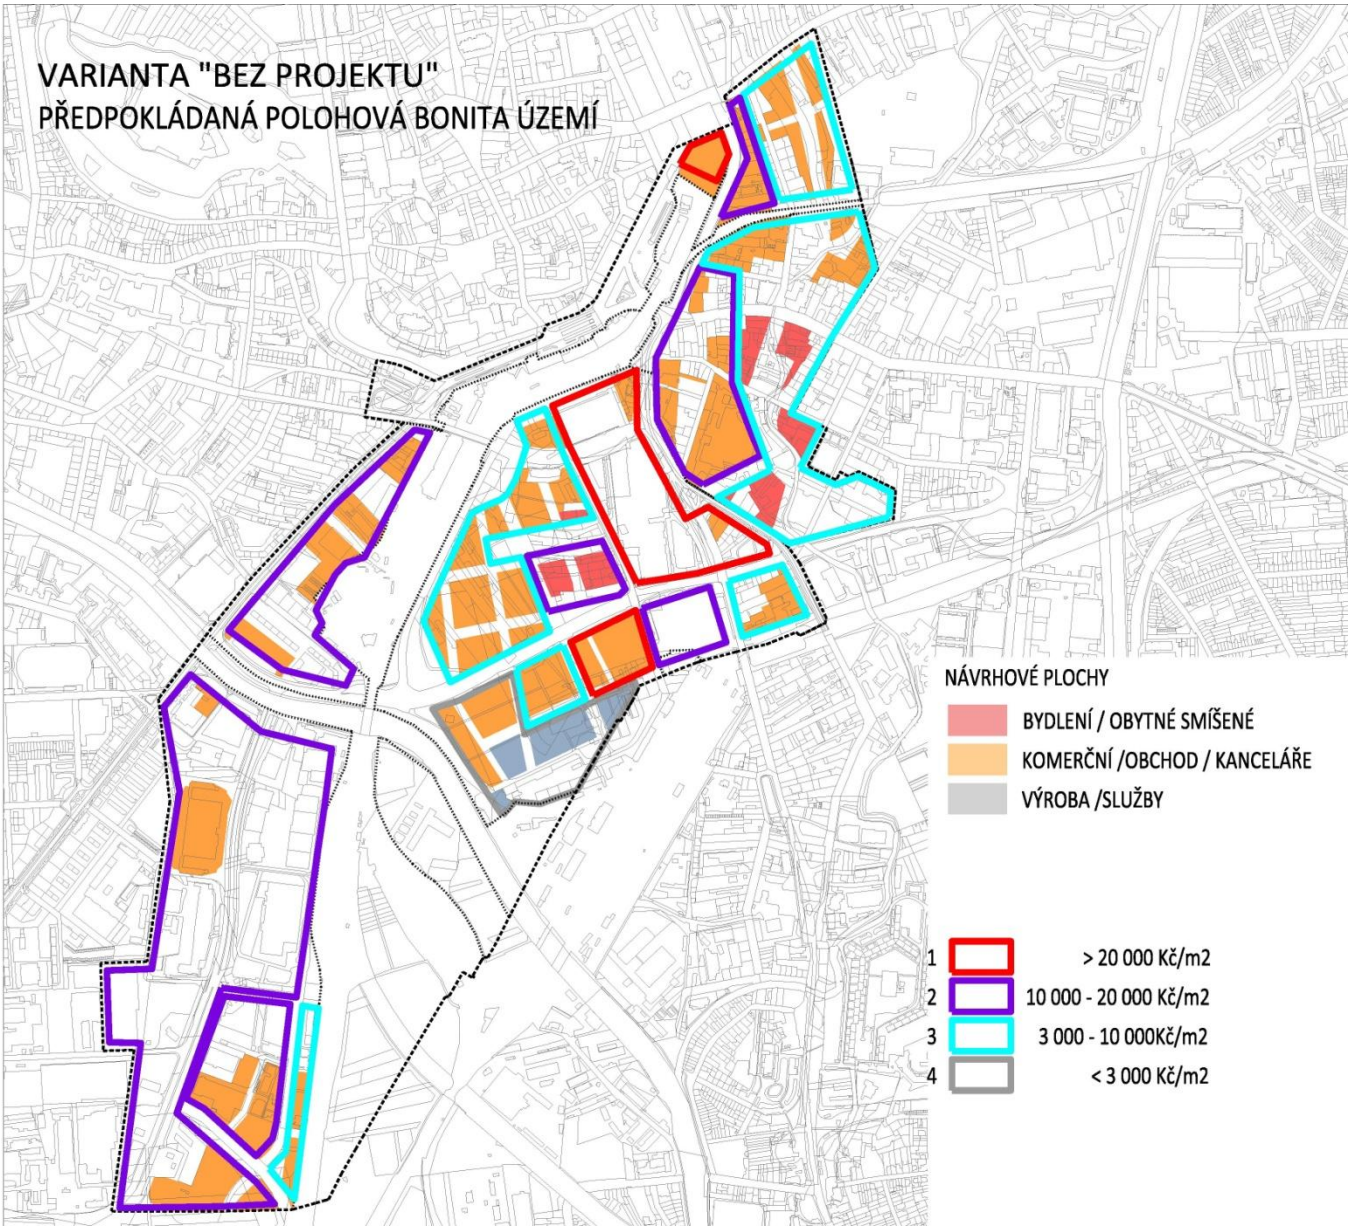 VARIANTA "BEZ PROJEKTU"
PŘEDPOKLÁDANÁ POLOHOVÁ BONITA ÚZEMÍ
NÁVRHOVÉ PLOCHY
BYDLENÍ / OBYTNÉ SMÍŠENÉ
KOMERČNÍ /OBCHOD / KANCELÁŘE
VÝROBA /SLUŽBY
1 > 20 000 Kč/m2
2 10 000 - 20 000 Kč/m2
3 3 000 - 10 000Kč/m2
4 < 3 000 Kč/m2